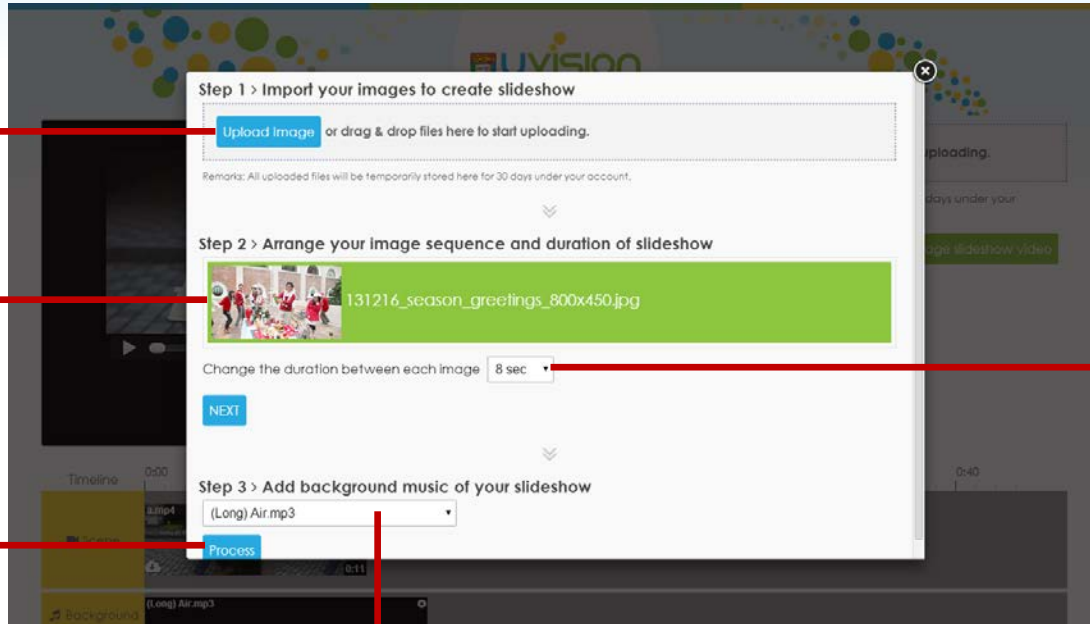 uvision
Step 1 > Import your images to create slideshow
Upload Image or drag & drop files here to start uploading.
Remarks: All uploaded files will be temporarily stored here for 30 days under your account.
Step 2 > Arrange your image sequence and duration of slideshow
131216_season_greetings_800x450.jpg
Change the duration between each image 8 sec
NEXT
Step 3 > Add background music of your slideshow
(Long) Air.mp3
Process
uploading.
days under your
age slideshow video
Timeline 0:00 0:40
a.mp4
Scene
0:11
(Long) Air.mp3
Background